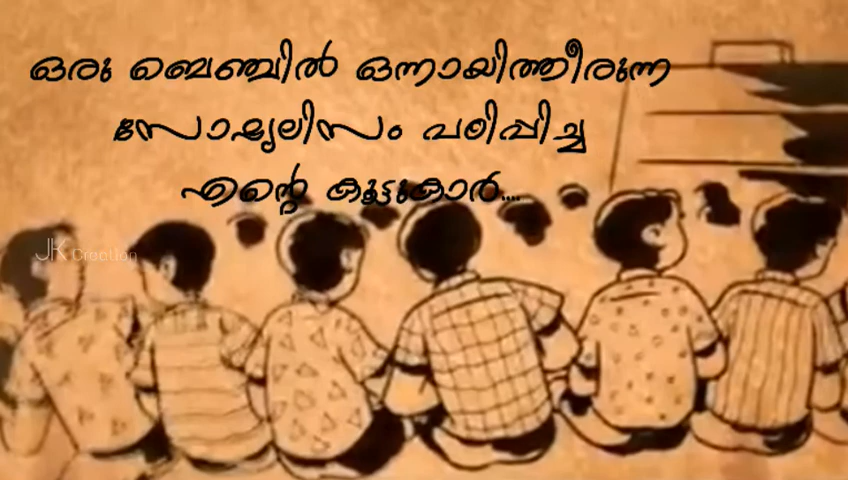 ഒരു ബെഞ്ചിൽ ഒന്നായിത്തീരുന്ന
സോഷ്യലിസം പഠിപ്പിച്ച
എന്റെ കൂട്ടുകാർ....
JK Creation